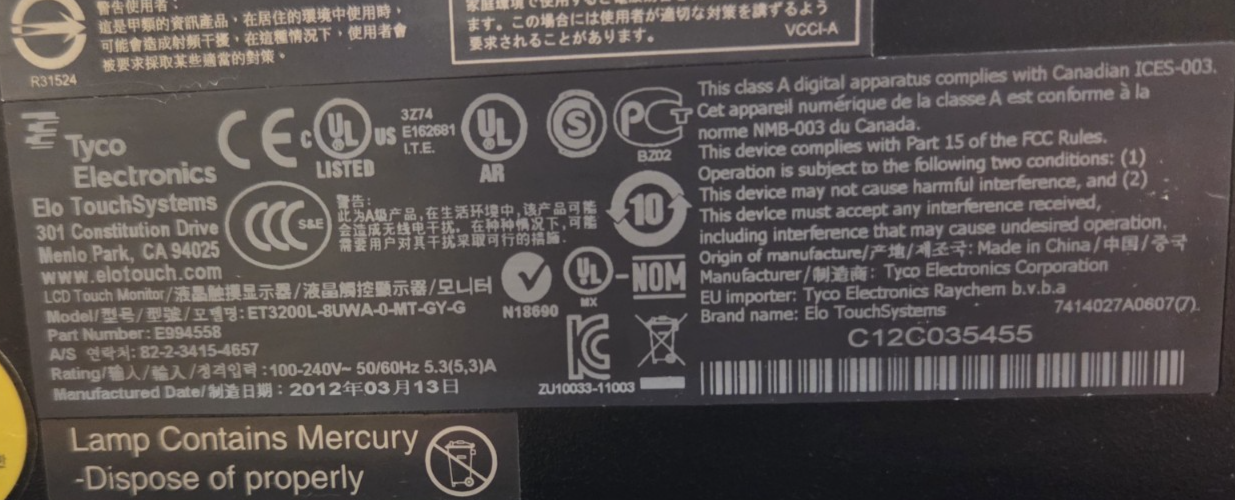 警告使用者：
這是甲類的資訊產品，在居住的環境中使用時，
可能會造成射頻干擾，在這種情況下，使用者會
被要求採取某些適當的對策。
R31524
ます。この場合には使用者が適切な対策を講ずるよう
要求されることがあります。
VCCI-A
Tyco
Electronics
Elo TouchSystems
301 Constitution Drive
Menlo Park, CA 94025
www.elotouch.com
CE
C UL US
LISTED
3Z74
E162681
I.T.E.
UL
AR
S
PCT
BZ02
CCC S&E
警告：
此为A级产品，在生活环境中，该产品可能
会造成无线电干扰。在种种情况下，可能
需要用户对其干扰采取可行的措施。
10
LCD Touch Monitor/液晶触摸显示器/液晶觸控顯示器/모니터
Model/型号/型號/모델명: ET3200L-8UWA-0-MT-GY-G
Part Number: E994558
A/S 연락처: 82-2-3415-4657
Rating/输入/輸入/정격입력 :100-240V~ 50/60Hz 5.3(5,3)A
Manufactured Date/制造日期： 2012年03月13日
N18690
UL
MX
-NOM
KC
ZU10033-11003
This class A digital apparatus complies with Canadian ICES-003.
Cet appareil numérique de la classe A est conforme à la
norme NMB-003 du Canada.
This device complies with Part 15 of the FCC Rules.
Operation is subject to the following two conditions: (1)
This device may not cause harmful interference, and (2)
This device must accept any interference received,
including interference that may cause undesired operation.
Origin of manufacture/产地/제조국: Made in China/中国/중국
Manufacturer/制造商: Tyco Electronics Corporation
EU importer: Tyco Electronics Raychem b.v.b.a
Brand name: Elo TouchSystems
7414027A0607(7).
C12C035455
Lamp Contains Mercury
-Dispose of properly